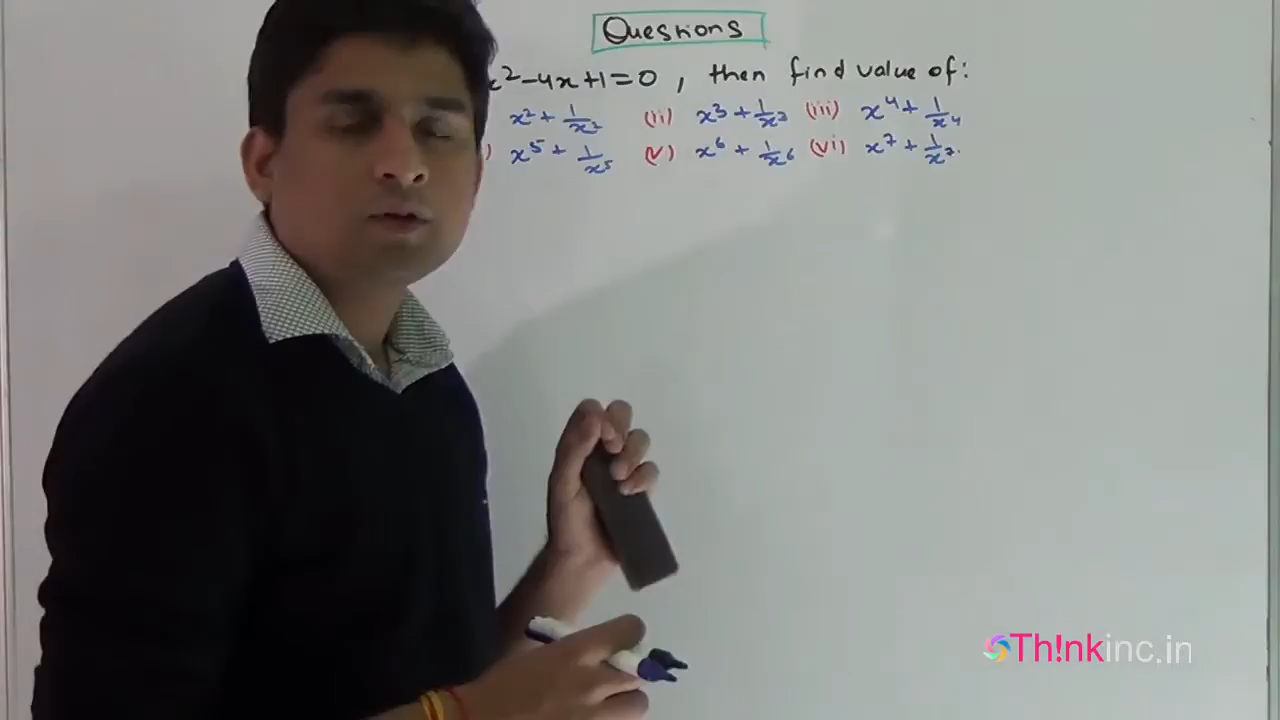 Questions
x²-4x+1=0, then find value of:
x²+1/x² (ii) x³+1/x³ (iii) x⁴+1/x⁴
) x⁵+1/x⁵ (v) x⁶+1/x⁶ (vi) x⁷+1/x⁷.
Th!nkinc.in